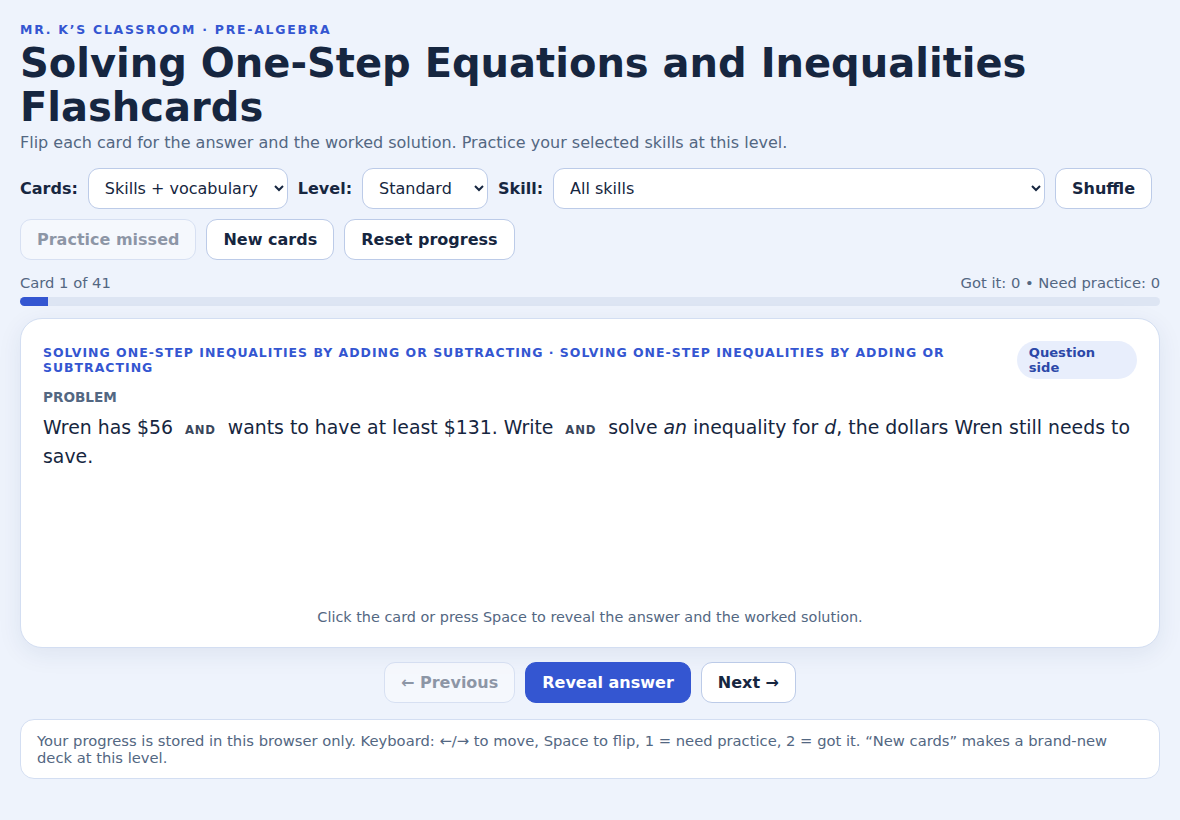 MR. K’S CLASSROOM · PRE-ALGEBRA
Solving One-Step Equations and Inequalities
Flashcards
Flip each card for the answer and the worked solution. Practice your selected skills at this level.
Cards: Skills + vocabulary Level: Standard Skill: All skills Shuffle
Practice missed New cards Reset progress
Card 1 of 41 Got it: 0 • Need practice: 0
SOLVING ONE-STEP INEQUALITIES BY ADDING OR SUBTRACTING · SOLVING ONE-STEP INEQUALITIES BY ADDING OR
SUBTRACTING
Question
side
PROBLEM
Wren has $56 AND wants to have at least $131. Write AND solve an inequality for d, the dollars Wren still needs to
save.
Click the card or press Space to reveal the answer and the worked solution.
← Previous Reveal answer Next →
Your progress is stored in this browser only. Keyboard: ←/→ to move, Space to flip, 1 = need practice, 2 = got it. “New cards” makes a brand-new
deck at this level.